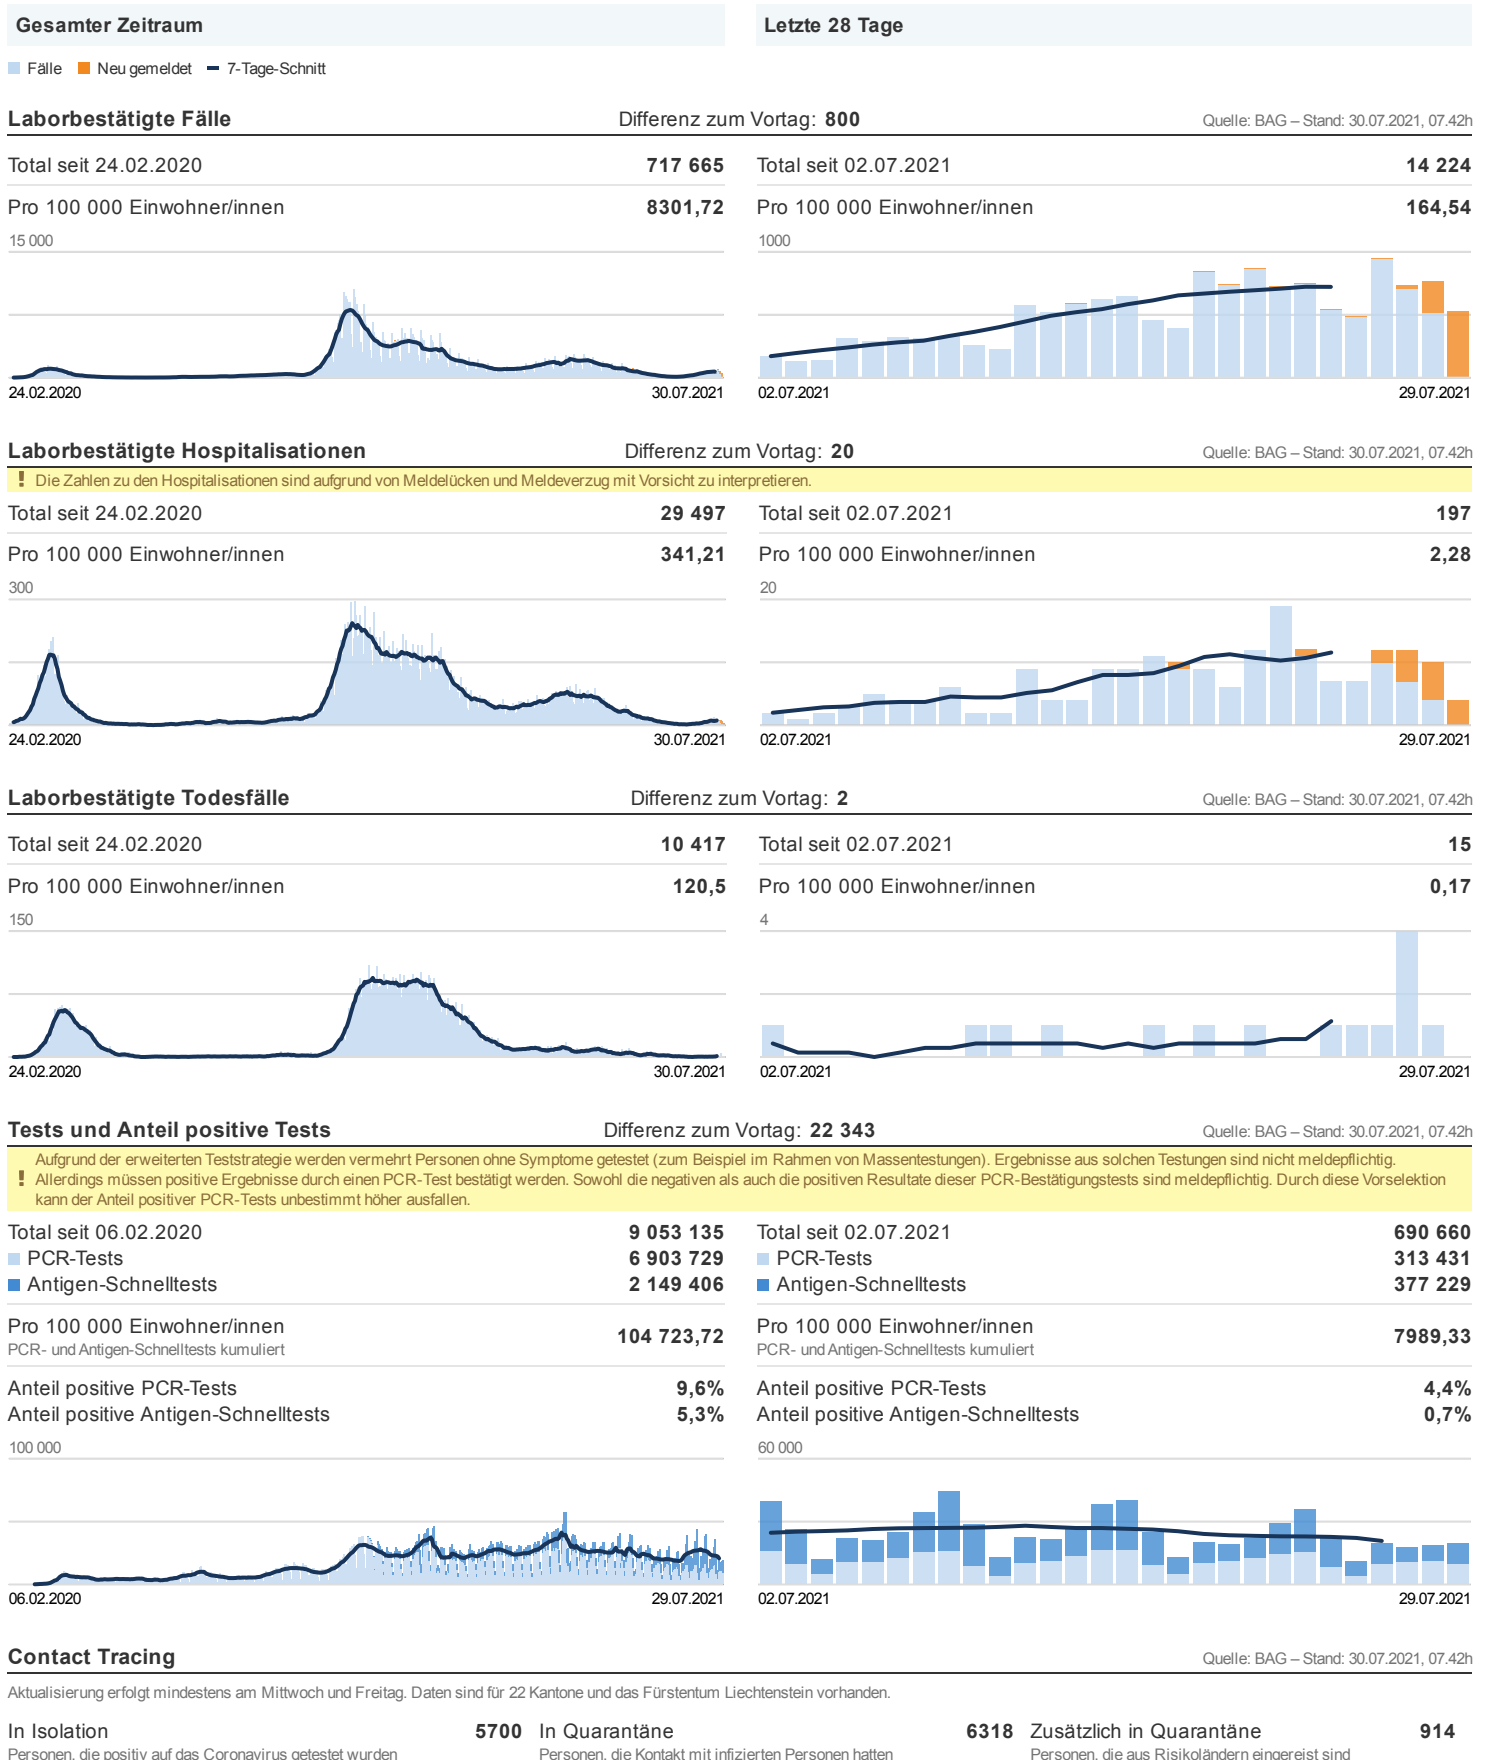 Gesamter Zeitraum
Letzte 28 Tage
Fälle Neu gemeldet 7-Tage-Schnitt
Laborbestätigte Fälle Differenz zum Vortag: 800 Quelle: BAG – Stand: 30.07.2021, 07.42h
Total seit 24.02.2020 717 665
Pro 100 000 Einwohner/innen 8301,72
15 000
24.02.2020 30.07.2021
Total seit 02.07.2021 14 224
Pro 100 000 Einwohner/innen 164,54
1000
02.07.2021 29.07.2021
Laborbestätigte Hospitalisationen Differenz zum Vortag: 20 Quelle: BAG – Stand: 30.07.2021, 07.42h
! Die Zahlen zu den Hospitalisationen sind aufgrund von Meldelücken und Meldeverzug mit Vorsicht zu interpretieren.
Total seit 24.02.2020 29 497
Pro 100 000 Einwohner/innen 341,21
300
24.02.2020 30.07.2021
Total seit 02.07.2021 197
Pro 100 000 Einwohner/innen 2,28
20
02.07.2021 29.07.2021
Laborbestätigte Todesfälle Differenz zum Vortag: 2 Quelle: BAG – Stand: 30.07.2021, 07.42h
Total seit 24.02.2020 10 417
Pro 100 000 Einwohner/innen 120,5
150
24.02.2020 30.07.2021
Total seit 02.07.2021 15
Pro 100 000 Einwohner/innen 0,17
4
02.07.2021 29.07.2021
Tests und Anteil positive Tests Differenz zum Vortag: 22 343 Quelle: BAG – Stand: 30.07.2021, 07.42h
Aufgrund der erweiterten Teststrategie werden vermehrt Personen ohne Symptome getestet (zum Beispiel im Rahmen von Massentestungen). Ergebnisse aus solchen Testungen sind nicht meldepflichtig.
! Allerdings müssen positive Ergebnisse durch einen PCR-Test bestätigt werden. Sowohl die negativen als auch die positiven Resultate dieser PCR-Bestätigungstests sind meldepflichtig. Durch diese Vorselektion
kann der Anteil positiver PCR-Tests unbestimmt höher ausfallen.
Total seit 06.02.2020 9 053 135
PCR-Tests 6 903 729
Antigen-Schnelltests 2 149 406
Pro 100 000 Einwohner/innen 104 723,72
PCR- und Antigen-Schnelltests kumuliert
Anteil positive PCR-Tests 9,6%
Anteil positive Antigen-Schnelltests 5,3%
100 000
06.02.2020 29.07.2021
Total seit 02.07.2021 690 660
PCR-Tests 313 431
Antigen-Schnelltests 377 229
Pro 100 000 Einwohner/innen 7989,33
PCR- und Antigen-Schnelltests kumuliert
Anteil positive PCR-Tests 4,4%
Anteil positive Antigen-Schnelltests 0,7%
60 000
02.07.2021 29.07.2021
Contact Tracing Quelle: BAG – Stand: 30.07.2021, 07.42h
Aktualisierung erfolgt mindestens am Mittwoch und Freitag. Daten sind für 22 Kantone und das Fürstentum Liechtenstein vorhanden.
In Isolation 5700 In Quarantäne 6318 Zusätzlich in Quarantäne 914
Personen, die positiv auf das Coronavirus getestet wurden Personen, die Kontakt mit infizierten Personen hatten Personen, die aus Risikoländern eingereist sind